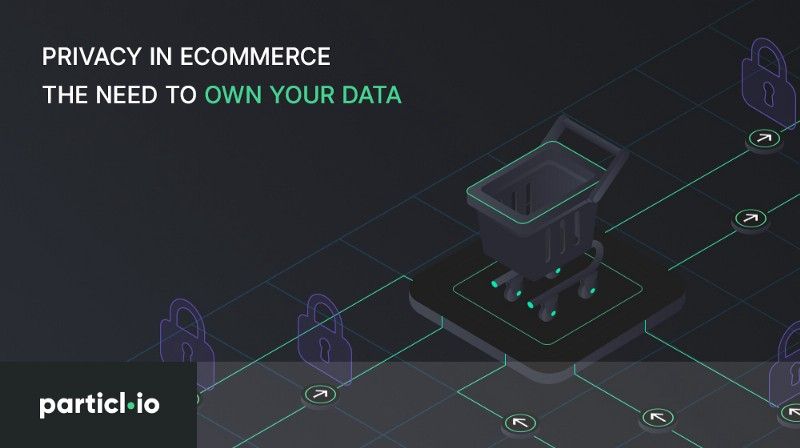 PRIVACY IN ECOMMERCE
THE NEED TO OWN YOUR DATA
particl.io